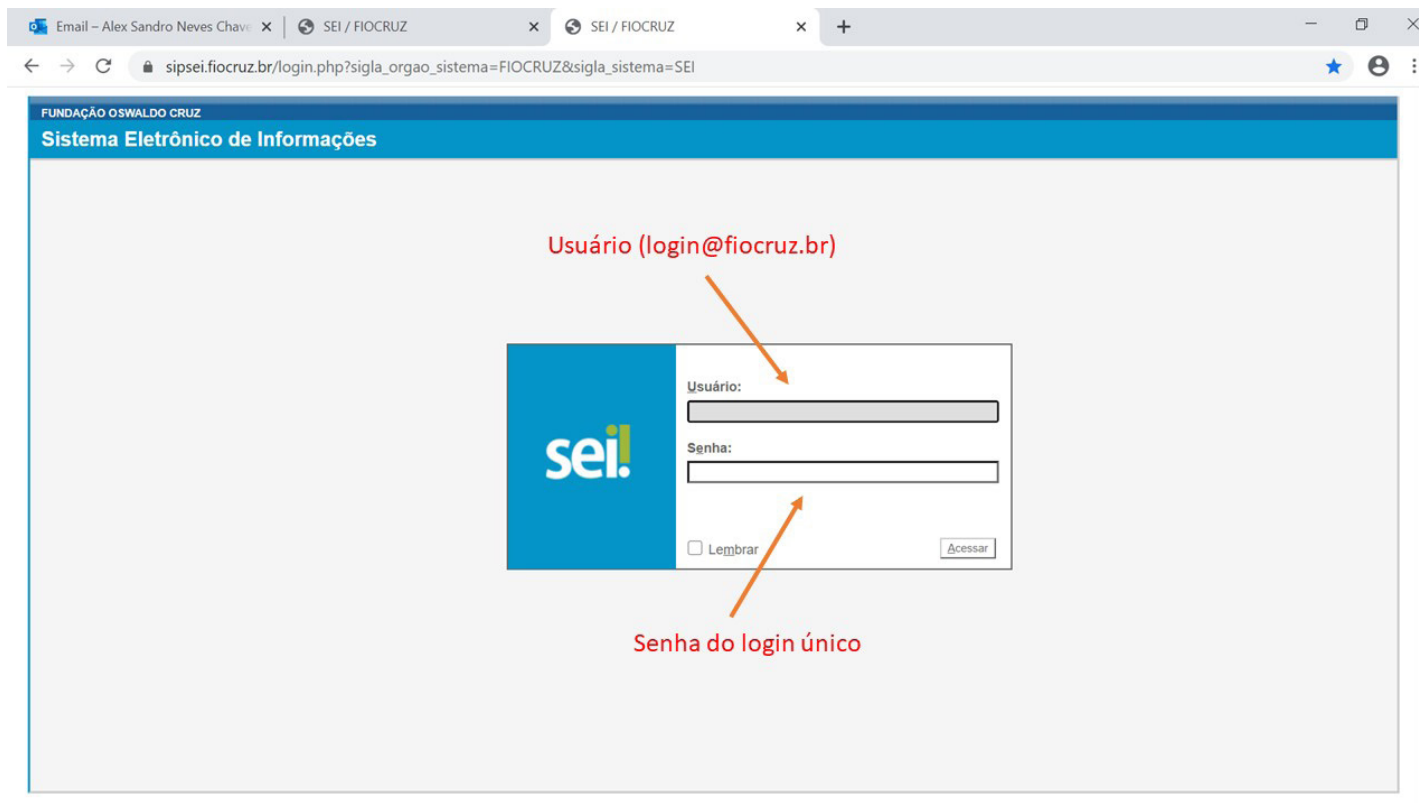 Email – Alex Sandro Neves Chave
SEI / FIOCRUZ
SEI / FIOCRUZ
sipsei.fiocruz.br/login.php?sigla_orgao_sistema=FIOCRUZ&sigla_sistema=SEI
FUNDAÇÃO OSWALDO CRUZ
Sistema Eletrônico de Informações
Usuário (login@fiocruz.br)
sei!
Usuário:
Senha:
Lembrar
Acessar
Senha do login único